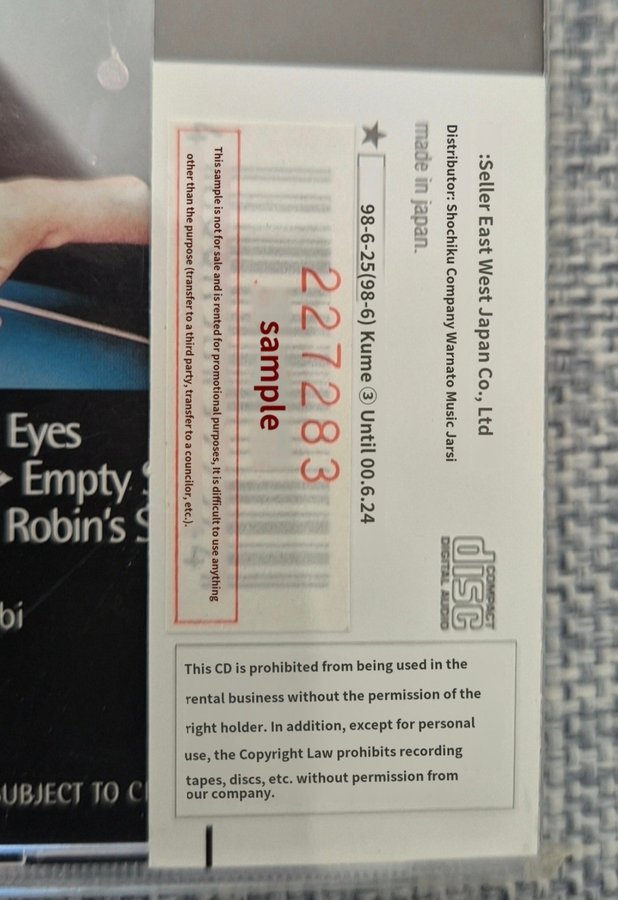 :Seller East West Japan Co., Ltd
Distributor: Shochiku Company Warnato Music Jarsi
made in japan.
COMPACT
disc
DIGITAL AUDIO
★
98-6-25(98-6) Kume ③ Until 00.6.24
227283
sample
This sample is not for sale and is rented for promotional purposes, It is difficult to use anything
other than the purpose (transfer to a third party, transfer to a councilor, etc.).
This CD is prohibited from being used in the
rental business without the permission of the
right holder. In addition, except for personal
use, the Copyright Law prohibits recording
tapes, discs, etc. without permission from
our company.
Eyes
Empty
Robin's S
bi
UBJECT TO C